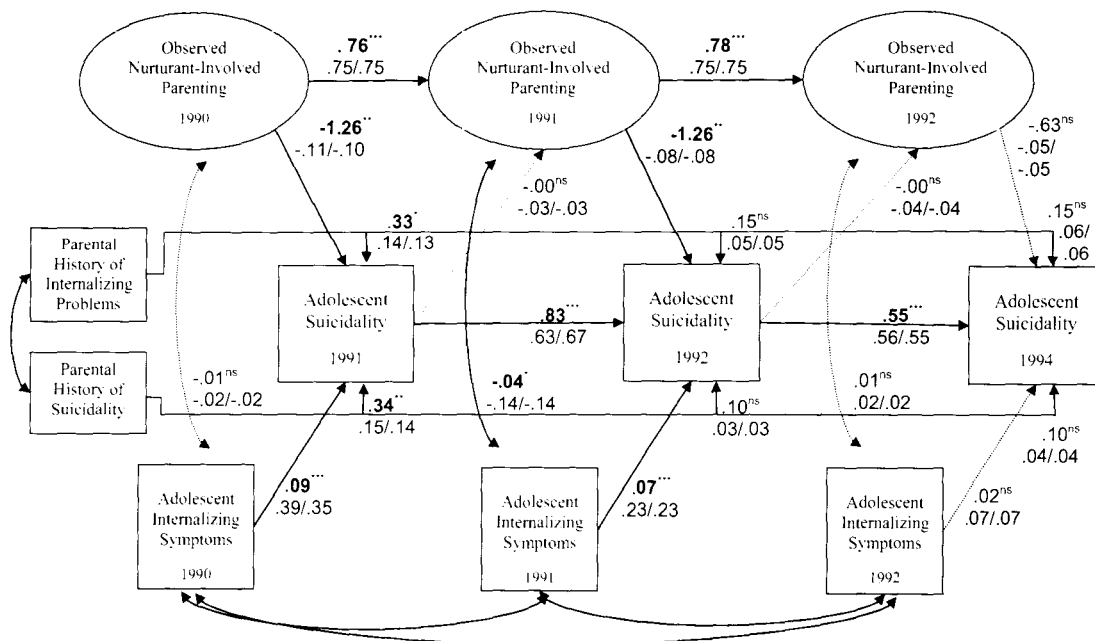 Observed
Nurturant-Involved
Parenting
1990
.76***
.75/.75
Observed
Nurturant-Involved
Parenting
1991
.78***
.75/.75
Observed
Nurturant-Involved
Parenting
1992
-1.26**
-.11/-.10
-1.26**
-.08/-.08
-.63ns
-.05/
-.05
-.00ns
-.03/-.03
-.00ns
-.04/-.04
Parental
History of
Internalizing
Problems
.33*
.14/.13
.15ns
.05/.05
.15ns
.06/
.06
Adolescent
Suicidality
1991
.83***
.63/.67
Adolescent
Suicidality
1992
.55***
.56/.55
Adolescent
Suicidality
1994
Parental
History of
Suicidality
-.01ns
-.02/-.02
.34**
.15/.14
-.04*
-.14/-.14
.10ns
.03/.03
.01ns
.02/.02
.10ns
.04/.04
Adolescent
Internalizing
Symptoms
1990
.09***
.39/.35
Adolescent
Internalizing
Symptoms
1991
.07***
.23/.23
Adolescent
Internalizing
Symptoms
1992
.02ns
.07/.07